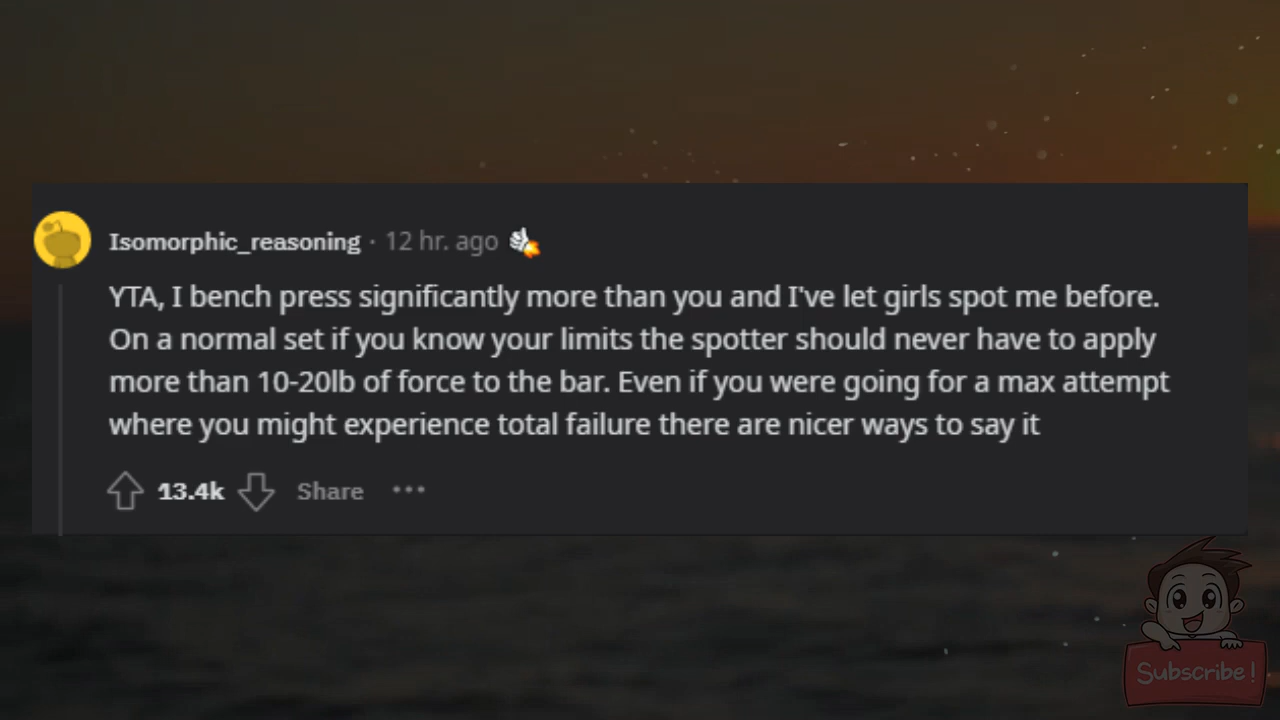 Isomorphic_reasoning · 12 hr. ago
YTA, I bench press significantly more than you and I've let girls spot me before.
On a normal set if you know your limits the spotter should never have to apply
more than 10-20lb of force to the bar. Even if you were going for a max attempt
where you might experience total failure there are nicer ways to say it
13.4k Share ···
Subscribe!